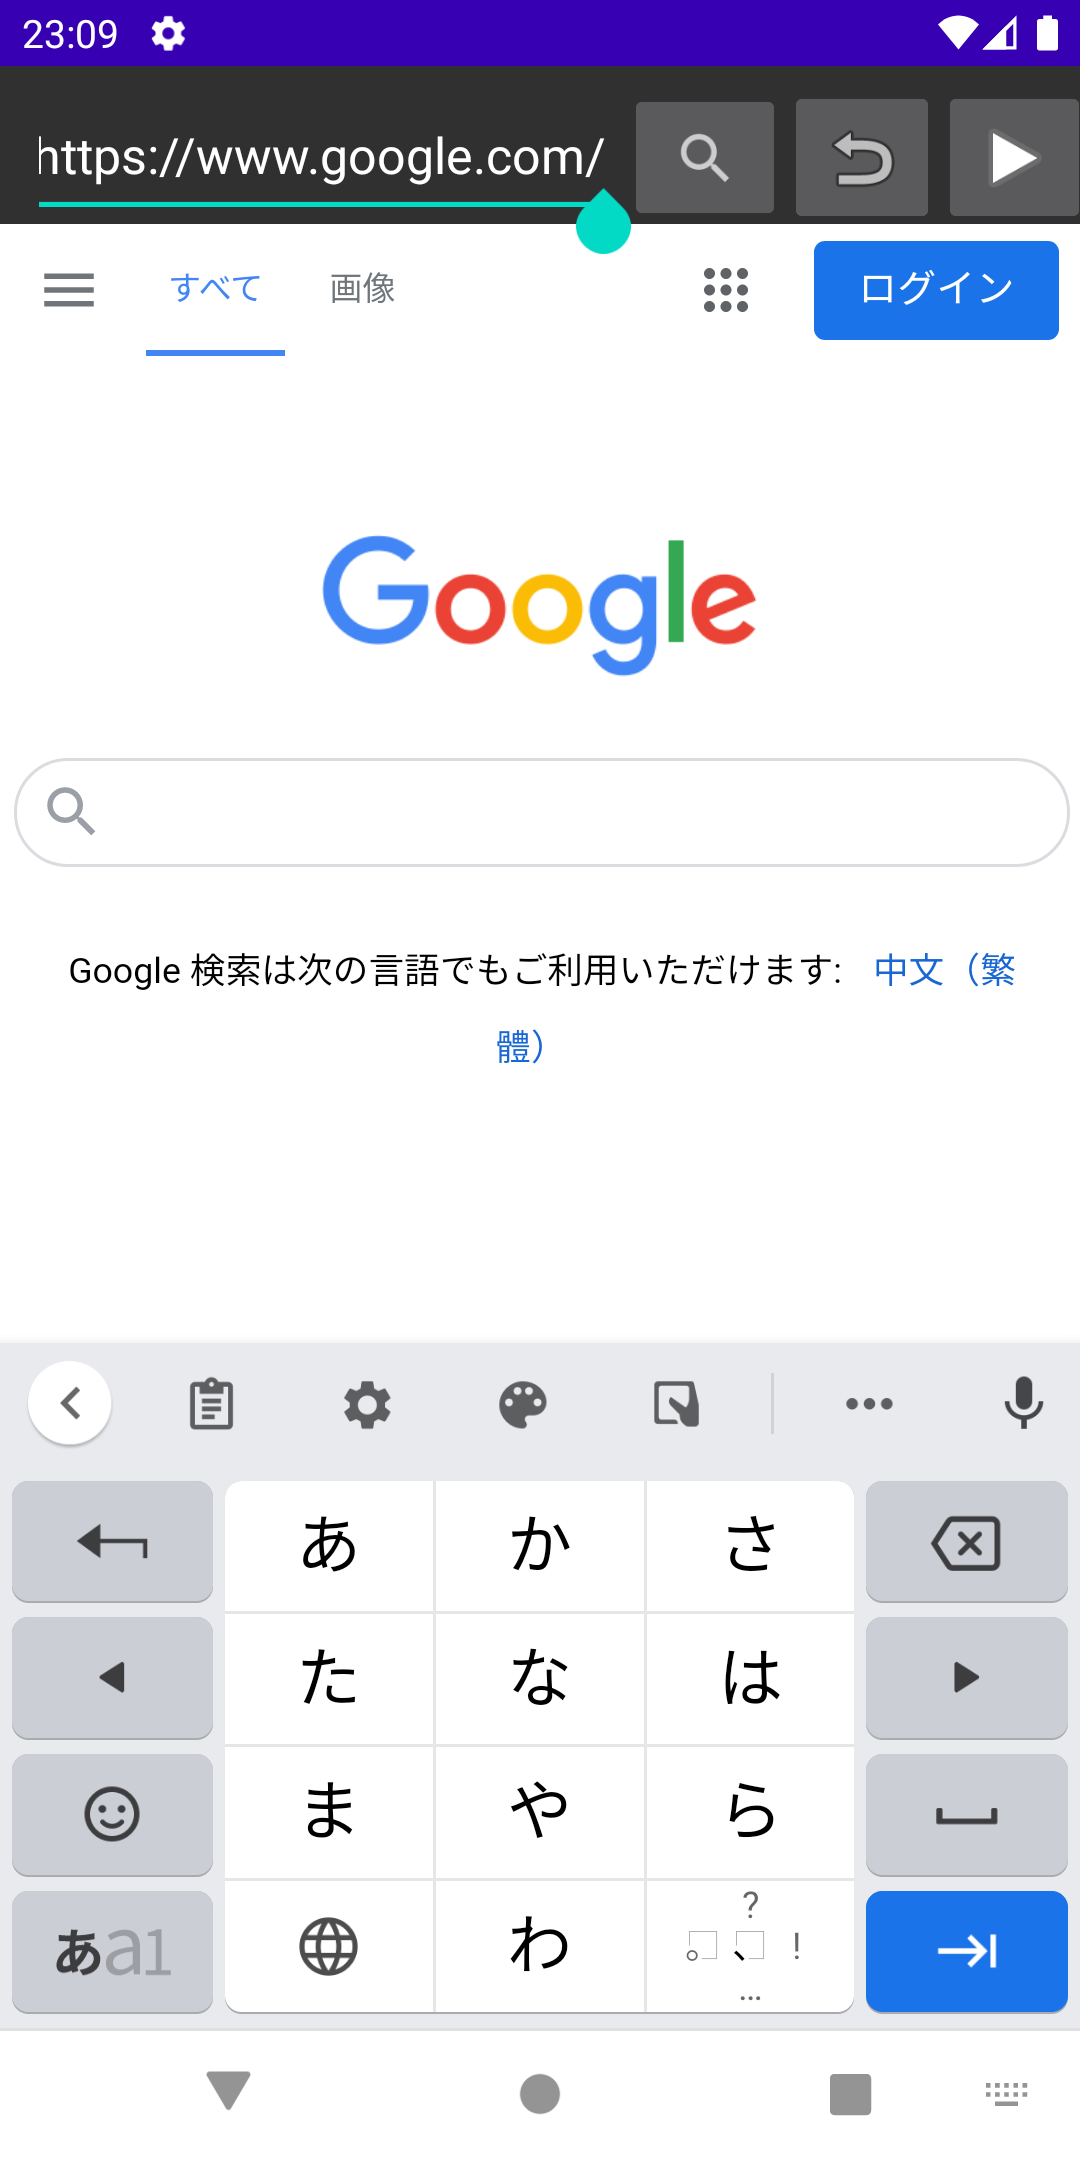 23:09
https://www.google.com/
すべて 画像 ログイン
Google
Google 検索は次の言語でもご利用いただけます: 中文（繁
體）
あ か さ
た な は
ま や ら
?
あa1 わ 。、 !
…